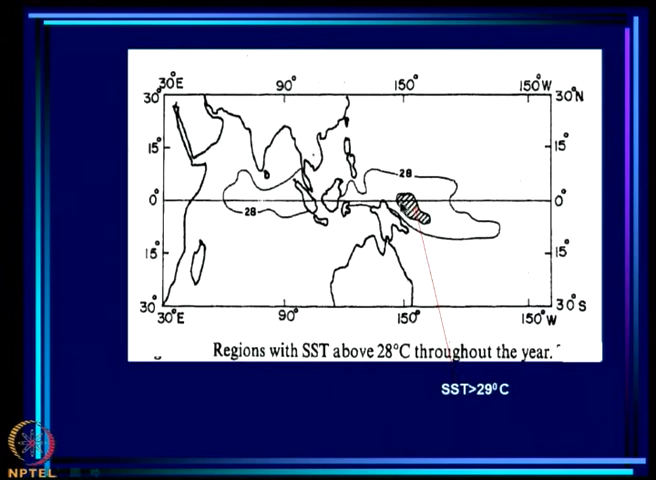 30°E 90° 150° 150°W
30° 30°N
15° 15°
28
0° 0°
28
15° 15°
30° 30°S
30°E 90° 150° 150°W
Regions with SST above 28°C throughout the year.
SST>29⁰C
NPTEL